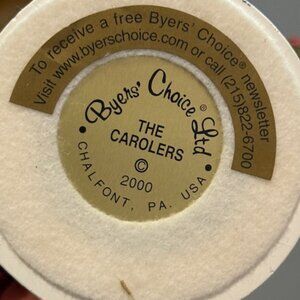 To receive a free Byers' Choice® newsletter
Visit www.byerschoice.com or call (215)822-6700
Byers' Choice Ltd
®
THE
CAROLERS
©
2000
• CHALFONT, PA. USA •